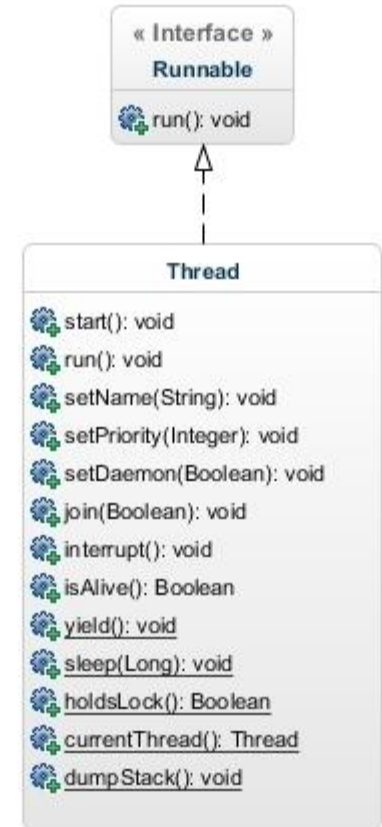 « Interface »
Runnable
run(): void
Thread
start(): void
run(): void
setName(String): void
setPriority(Integer): void
setDaemon(Boolean): void
join(Boolean): void
interrupt(): void
isAlive(): Boolean
yield(): void
sleep(Long): void
holdsLock(): Boolean
currentThread(): Thread
dumpStack(): void